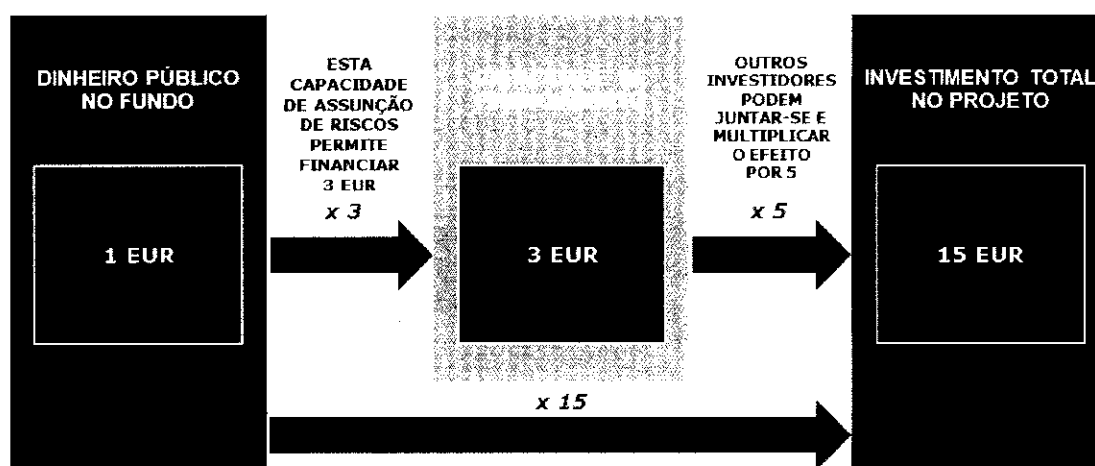 DINHEIRO PÚBLICO
NO FUNDO
1 EUR
ESTA
CAPACIDADE
DE ASSUNÇÃO
DE RISCOS
PERMITE
FINANCIAR
3 EUR
x 3
3 EUR
OUTROS
INVESTIDORES
PODEM
JUNTAR-SE E
MULTIPLICAR
O EFEITO
POR 5
x 5
INVESTIMENTO TOTAL
NO PROJETO
15 EUR
x 15